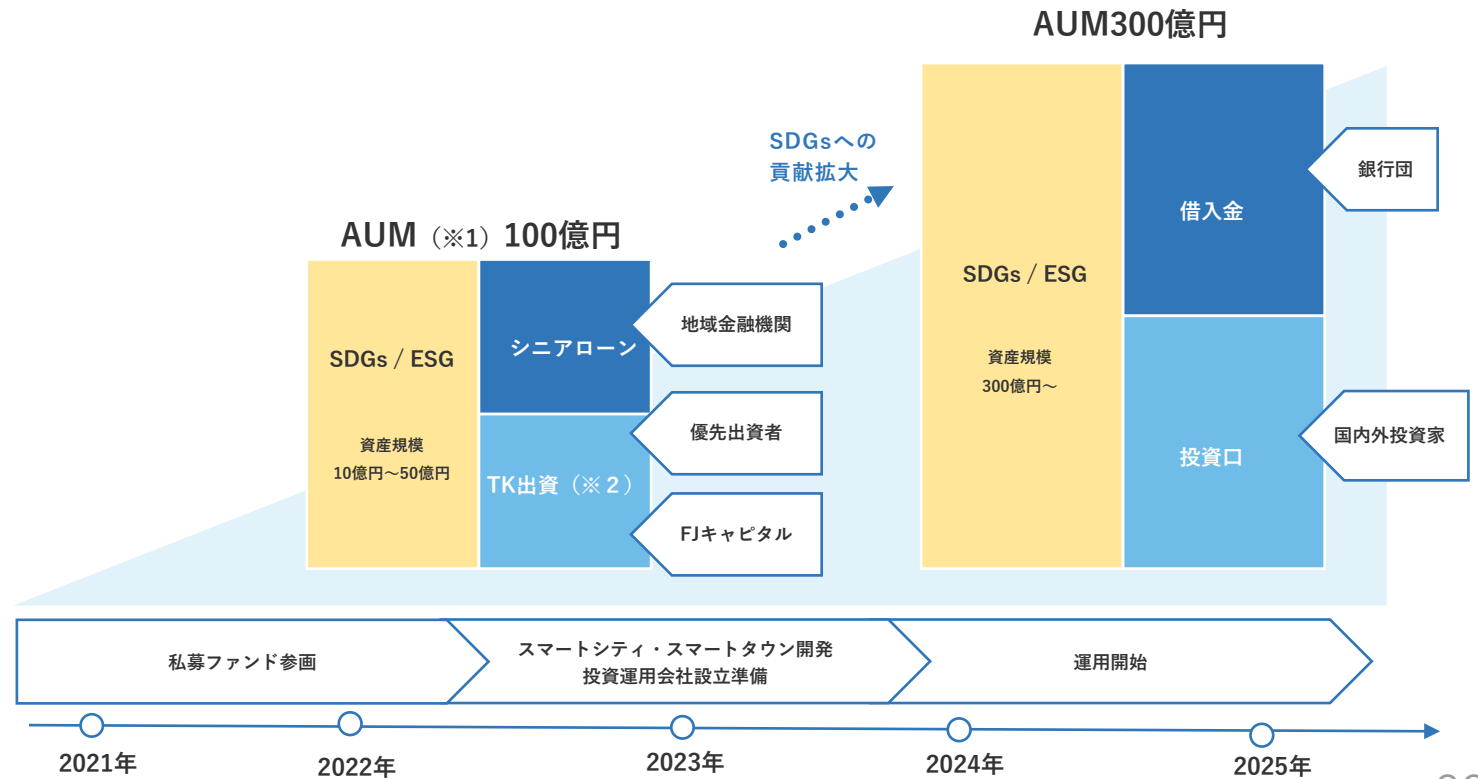 AUM300億円
SDGsへの
貢献拡大
銀行団
借入金
AUM（※1）100億円
SDGs / ESG
地域金融機関
シニアローン
SDGs / ESG
資産規模
300億円～
優先出資者
国内外投資家
資産規模
10億円～50億円
投資口
TK出資（※２）
FJキャピタル
私募ファンド参画
スマートシティ・スマートタウン開発
投資運用会社設立準備
運用開始
2021年
2022年
2023年
2024年
2025年